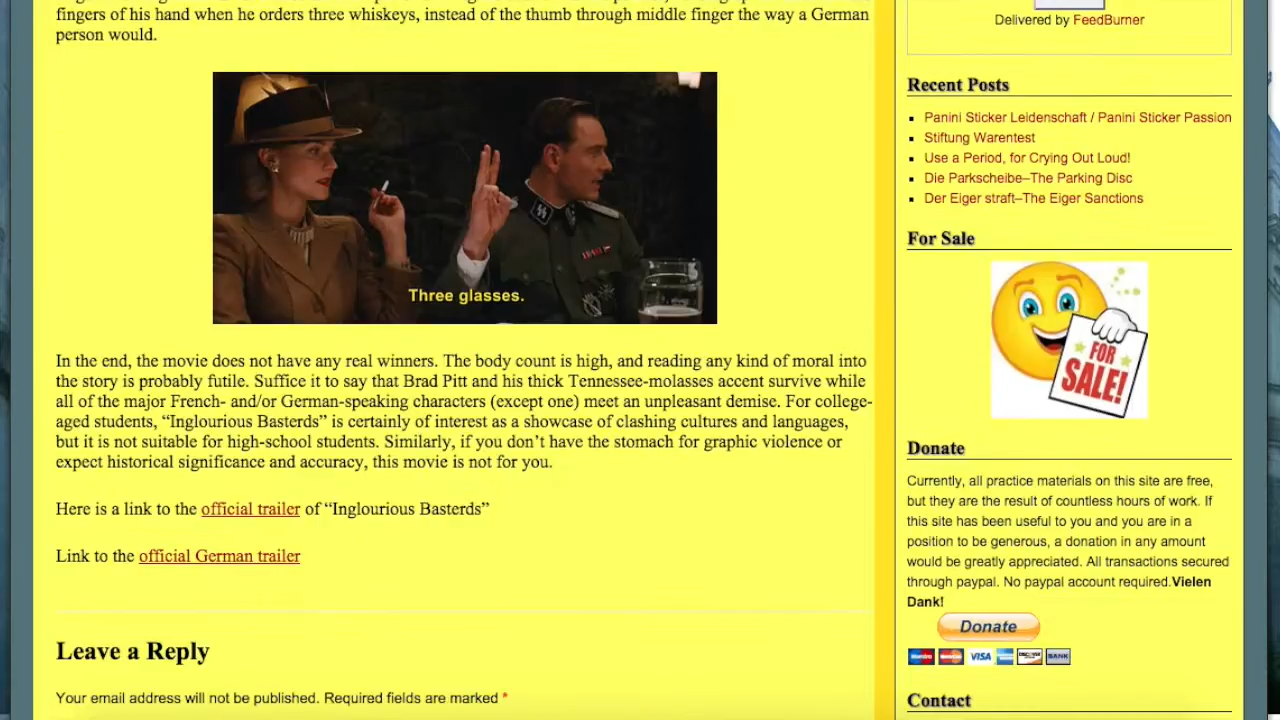 fingers of his hand when he orders three whiskeys, instead of the thumb through middle finger the way a German
person would.
Three glasses.
In the end, the movie does not have any real winners. The body count is high, and reading any kind of moral into
the story is probably futile. Suffice it to say that Brad Pitt and his thick Tennessee-molasses accent survive while
all of the major French- and/or German-speaking characters (except one) meet an unpleasant demise. For college-
aged students, “Inglourious Basterds” is certainly of interest as a showcase of clashing cultures and languages,
but it is not suitable for high-school students. Similarly, if you don’t have the stomach for graphic violence or
expect historical significance and accuracy, this movie is not for you.
Here is a link to the official trailer of “Inglourious Basterds”
Link to the official German trailer
Leave a Reply
Your email address will not be published. Required fields are marked *
Delivered by FeedBurner
Recent Posts
Panini Sticker Leidenschaft / Panini Sticker Passion
Stiftung Warentest
Use a Period, for Crying Out Loud!
Die Parkscheibe–The Parking Disc
Der Eiger straft–The Eiger Sanctions
For Sale
FOR
SALE!
Donate
Currently, all practice materials on this site are free,
but they are the result of countless hours of work. If
this site has been useful to you and you are in a
position to be generous, a donation in any amount
would be greatly appreciated. All transactions secured
through paypal. No paypal account required.Vielen
Dank!
Donate
VISA
BANK
Contact